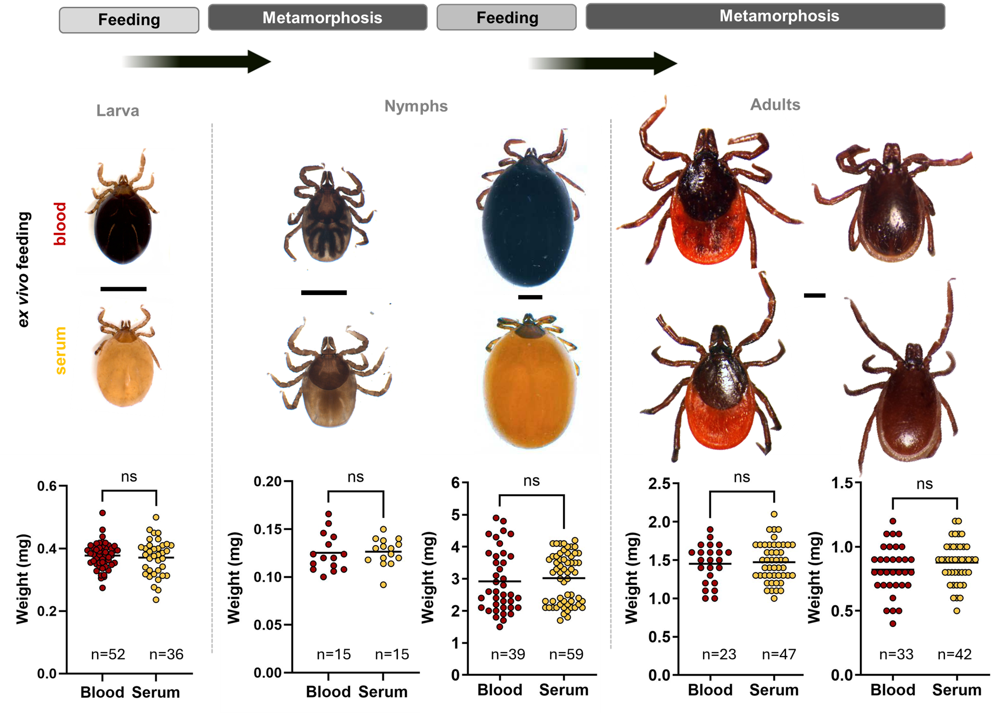 Feeding
Metamorphosis
Feeding
Metamorphosis
Larva
Nymphs
Adults
ex vivo feeding
blood
serum
ns
0.6
0.4
0.2
0.0
Weight (mg)
n=52
n=36
Blood
Serum
ns
0.20
0.15
0.10
0.05
0.00
Weight (mg)
n=15
n=15
Blood
Serum
ns
6
5
4
3
2
1
0
Weight (mg)
n=39
n=59
Blood
Serum
ns
2.5
2.0
1.5
1.0
0.5
0.0
Weight (mg)
n=23
n=47
Blood
Serum
ns
1.5
1.0
0.5
0.0
Weight (mg)
n=33
n=42
Blood
Serum